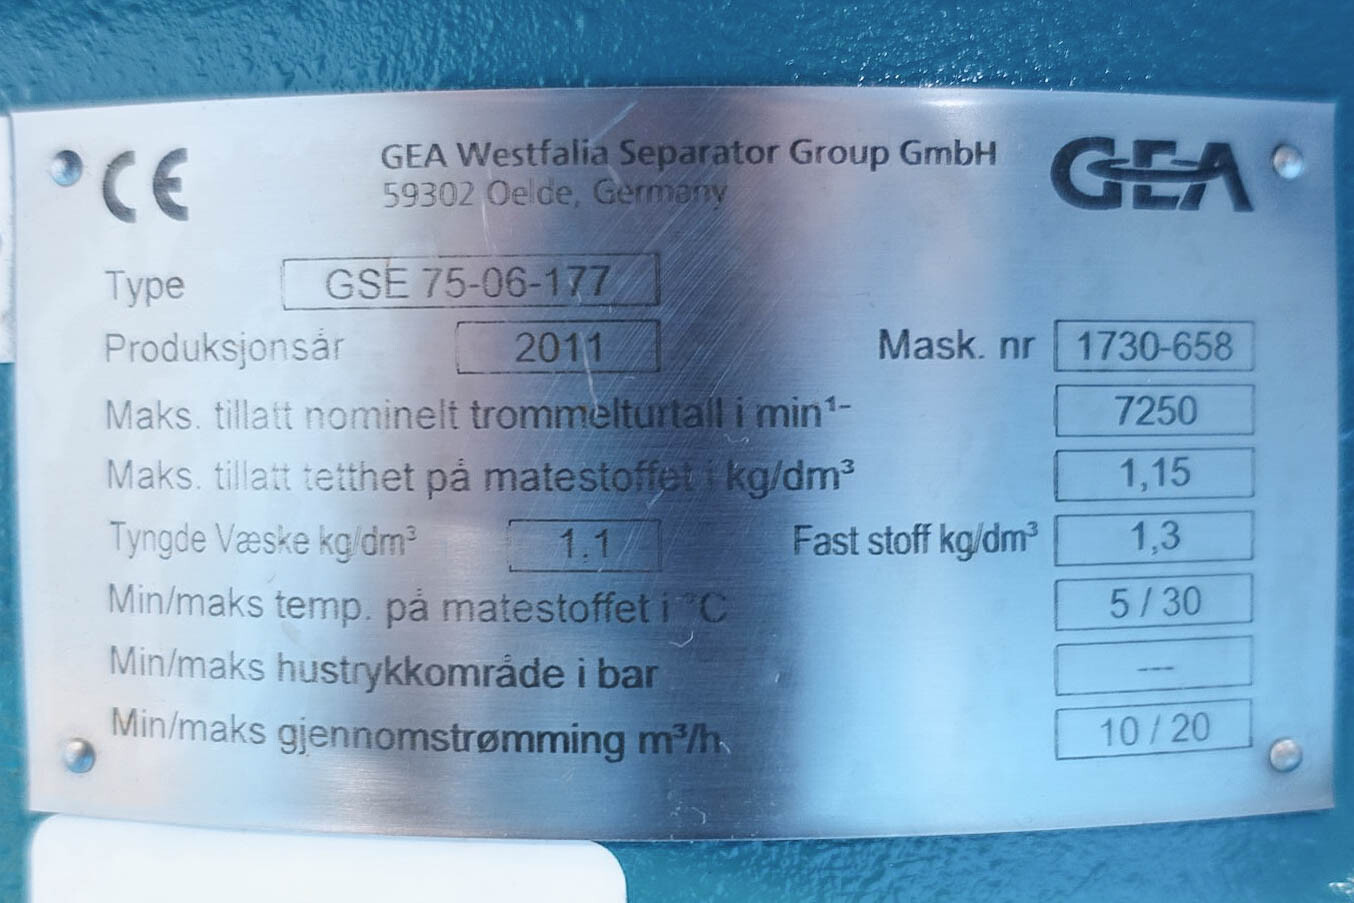 CE GEA Westfalia Separator Group GmbH GEA
59302 Oelde, Germany
Type GSE 75-06-177
Produksjonsår 2011 Mask. nr 1730-658
Maks. tillatt nominelt trommelturtall i min¹⁻ 7250
Maks. tillatt tetthet på matestoffet i kg/dm³ 1,15
Tyngde Væske kg/dm³ 1.1 Fast stoff kg/dm³ 1,3
Min/maks temp. på matestoffet i °C 5 / 30
Min/maks hustrykkområde i bar ---
Min/maks gjennomstrømming m³/h 10 / 20